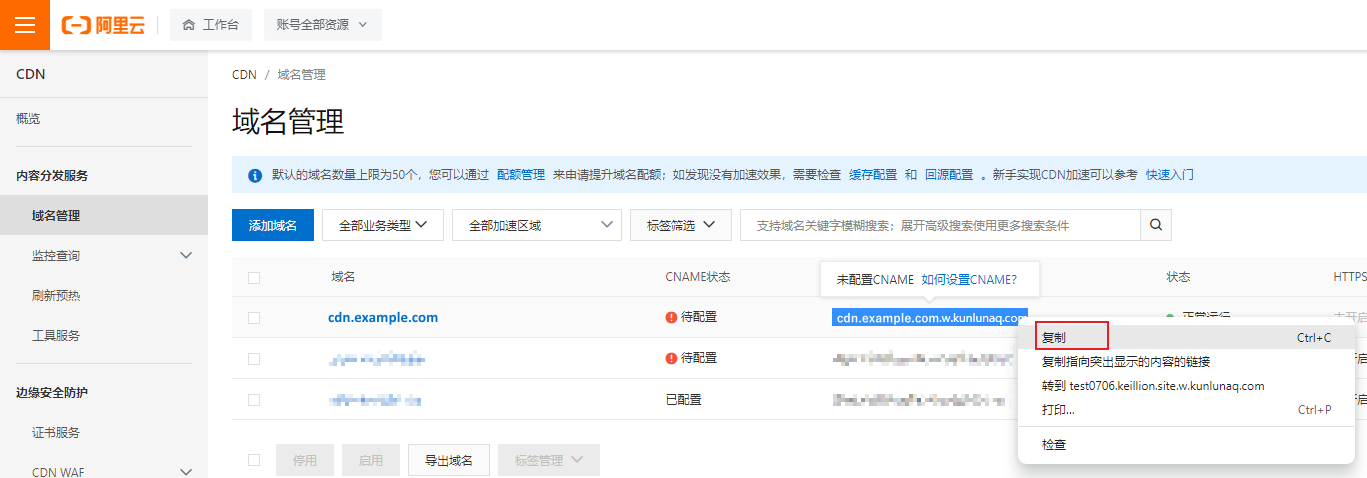 阿里云 工作台 账号全部资源
CDN
概览
内容分发服务
域名管理
监控查询
刷新预热
工具服务
边缘安全防护
证书服务
CDN WAF
CDN / 域名管理
域名管理
默认的域名数量上限为50个，您可以通过 配额管理 来申请提升域名配额；如发现没有加速效果，需要检查 缓存配置 和 回源配置 。新手实现CDN加速可以参考 快速入门
添加域名 全部业务类型 全部加速区域 标签筛选 支持域名关键字模糊搜索；展开高级搜索使用更多搜索条件
域名 CNAME状态 状态 HTTPS
未配置CNAME 如何设置CNAME?
cdn.example.com 待配置 cdn.example.com.w.kunlunaq.com 正常运行
待配置
已配置
复制 Ctrl+C
复制指向突出显示的内容的链接
转到 test0706.keillion.site.w.kunlunaq.com
打印... Ctrl+P
检查
停用 启用 导出域名 标签管理